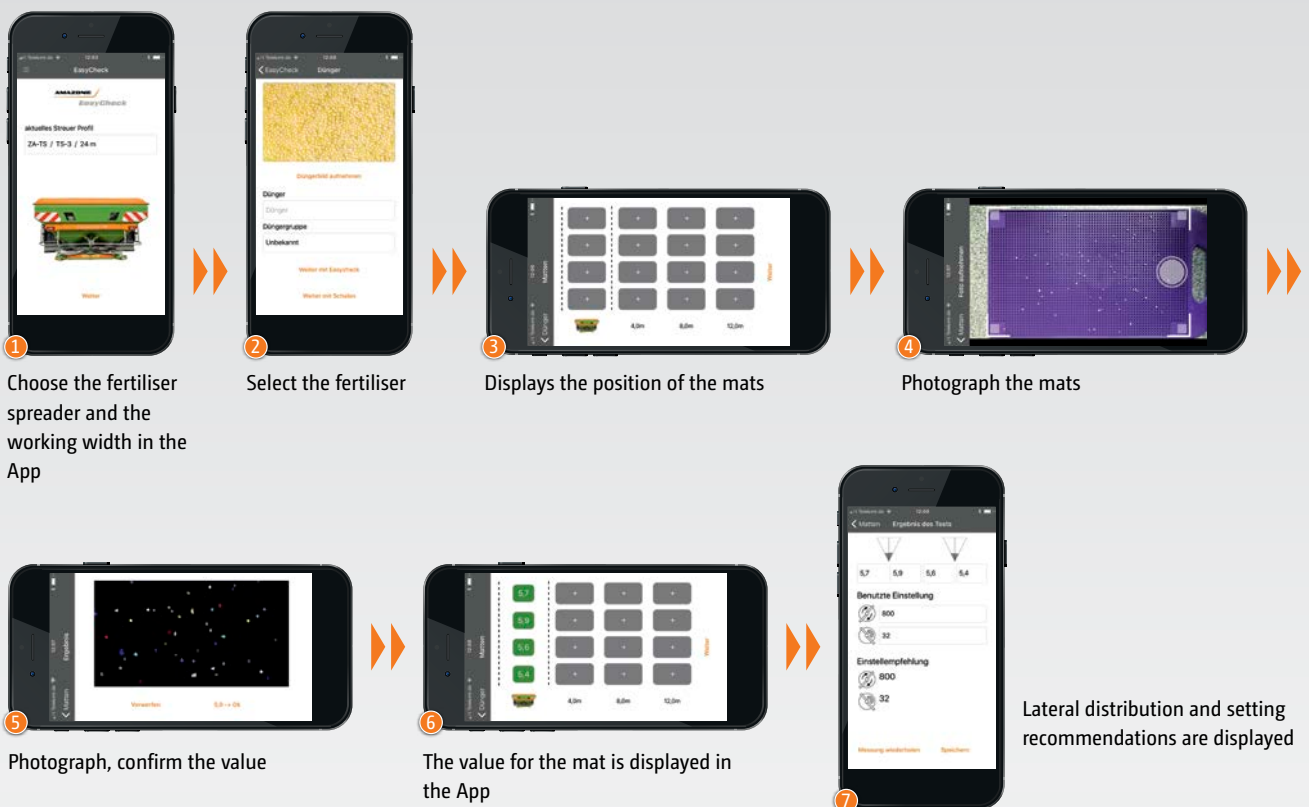 12:53
EasyCheck
AMAZONE
EasyCheck
aktuelles Streuer Profil
ZA-TS / TS-3 / 24 m
Weiter
1
Choose the fertiliser
spreader and the
working width in the
App
EasyCheck Dünger
Düngerbild aufnehmen
Dünger
Dünger
Düngergruppe
Unbekannt
Weiter mit EasyCheck
2
Select the fertiliser
Dünger Matten
4,0m 8,0m 12,0m
Weiter
3
Displays the position of the mats
Matten Foto aufnehmen
4
Photograph the mats
Matten Ergebnis
Verwerfen 5,9 -> Ok
5
Photograph, confirm the value
Dünger Matten
5,7
5,9
5,6
5,4
4,0m 8,0m 12,0m
Weiter
6
The value for the mat is displayed in
the App
Matten Ergebnis des Tests
5,7 5,9 5,6 5,4
Benutzte Einstellung
800
32
Einstellempfehlung
800
32
Messung wiederholen Speichern
7
Lateral distribution and setting
recommendations are displayed